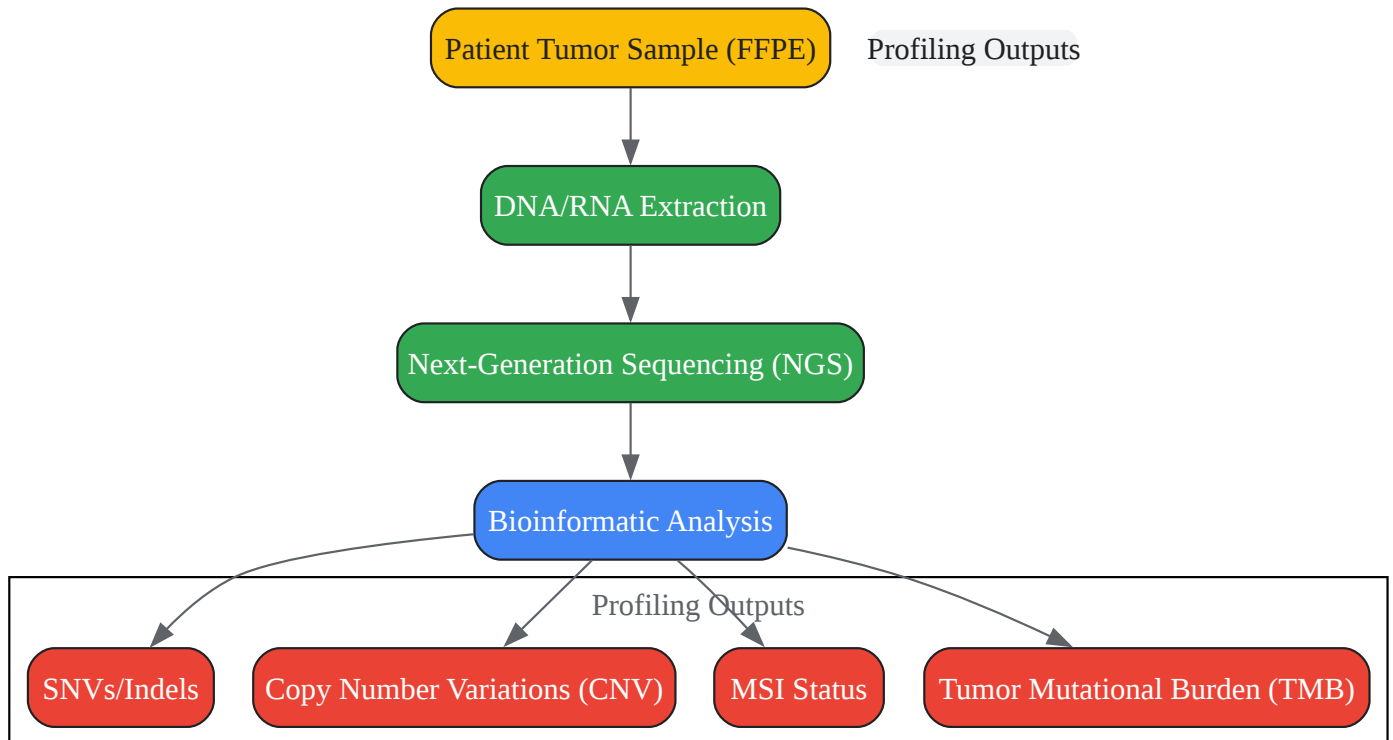 Patient Tumor Sample (FFPE)
Profiling Outputs
DNA/RNA Extraction
Next-Generation Sequencing (NGS)
Bioinformatic Analysis
Profiling Outputs
SNVs/Indels
Copy Number Variations (CNV)
MSI Status
Tumor Mutational Burden (TMB)